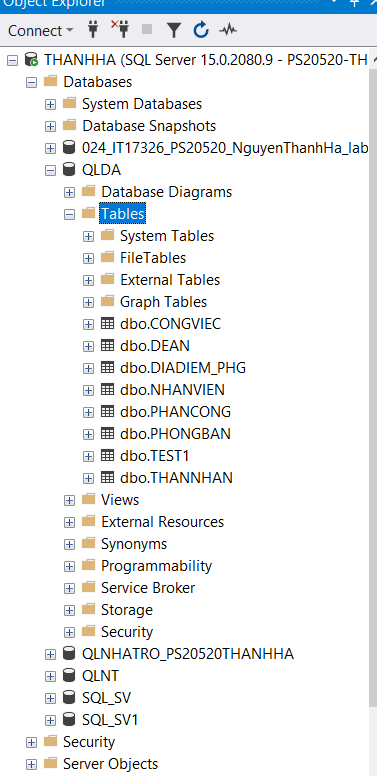 Object Explorer
Connect
THANHHA (SQL Server 15.0.2080.9 - PS20520-TH
Databases
System Databases
Database Snapshots
024_IT17326_PS20520_NguyenThanhHa_lab
QLDA
Database Diagrams
Tables
System Tables
FileTables
External Tables
Graph Tables
dbo.CONGVIEC
dbo.DEAN
dbo.DIADIEM_PHG
dbo.NHANVIEN
dbo.PHANCONG
dbo.PHONGBAN
dbo.TEST1
dbo.THANNHAN
Views
External Resources
Synonyms
Programmability
Service Broker
Storage
Security
QLNHATRO_PS20520THANHHA
QLNT
SQL_SV
SQL_SV1
Security
Server Objects